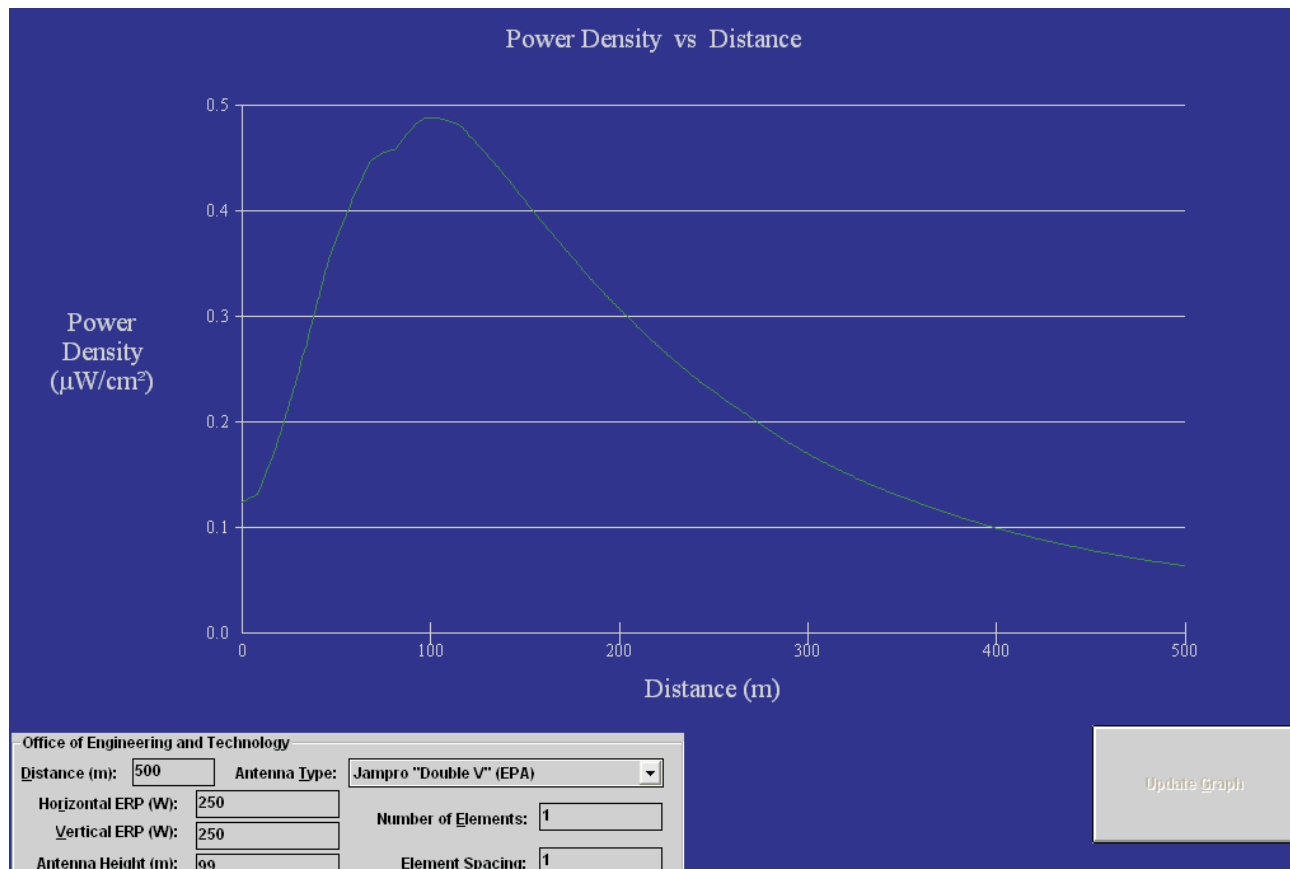 Power Density vs Distance
0.5
0.4
0.3
0.2
0.1
0.0
Power
Density
(µW/cm²)
0 100 200 300 400 500
Distance (m)
Office of Engineering and Technology
Distance (m): 500 Antenna Type: Jampro "Double V" (EPA)
Horizontal ERP (W): 250
Number of Elements: 1
Vertical ERP (W): 250
Antenna Height (m): 99 Element Spacing: 1
Update Graph